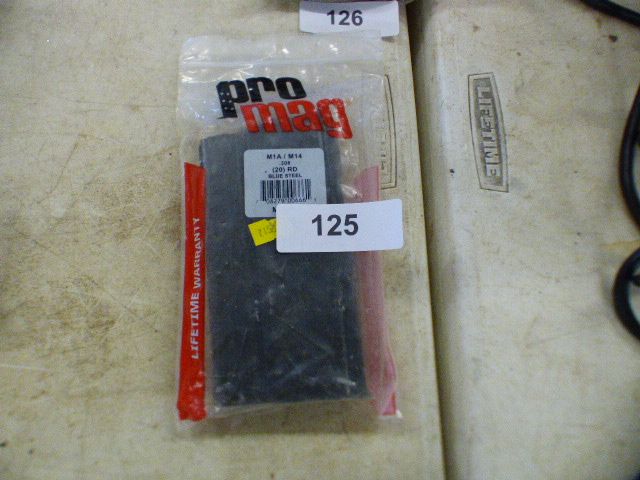 126
pro
mag
M1A / M14
.308
(20) RD
BLUE STEEL
125
LIFETIME WARRANTY
LIFETIME